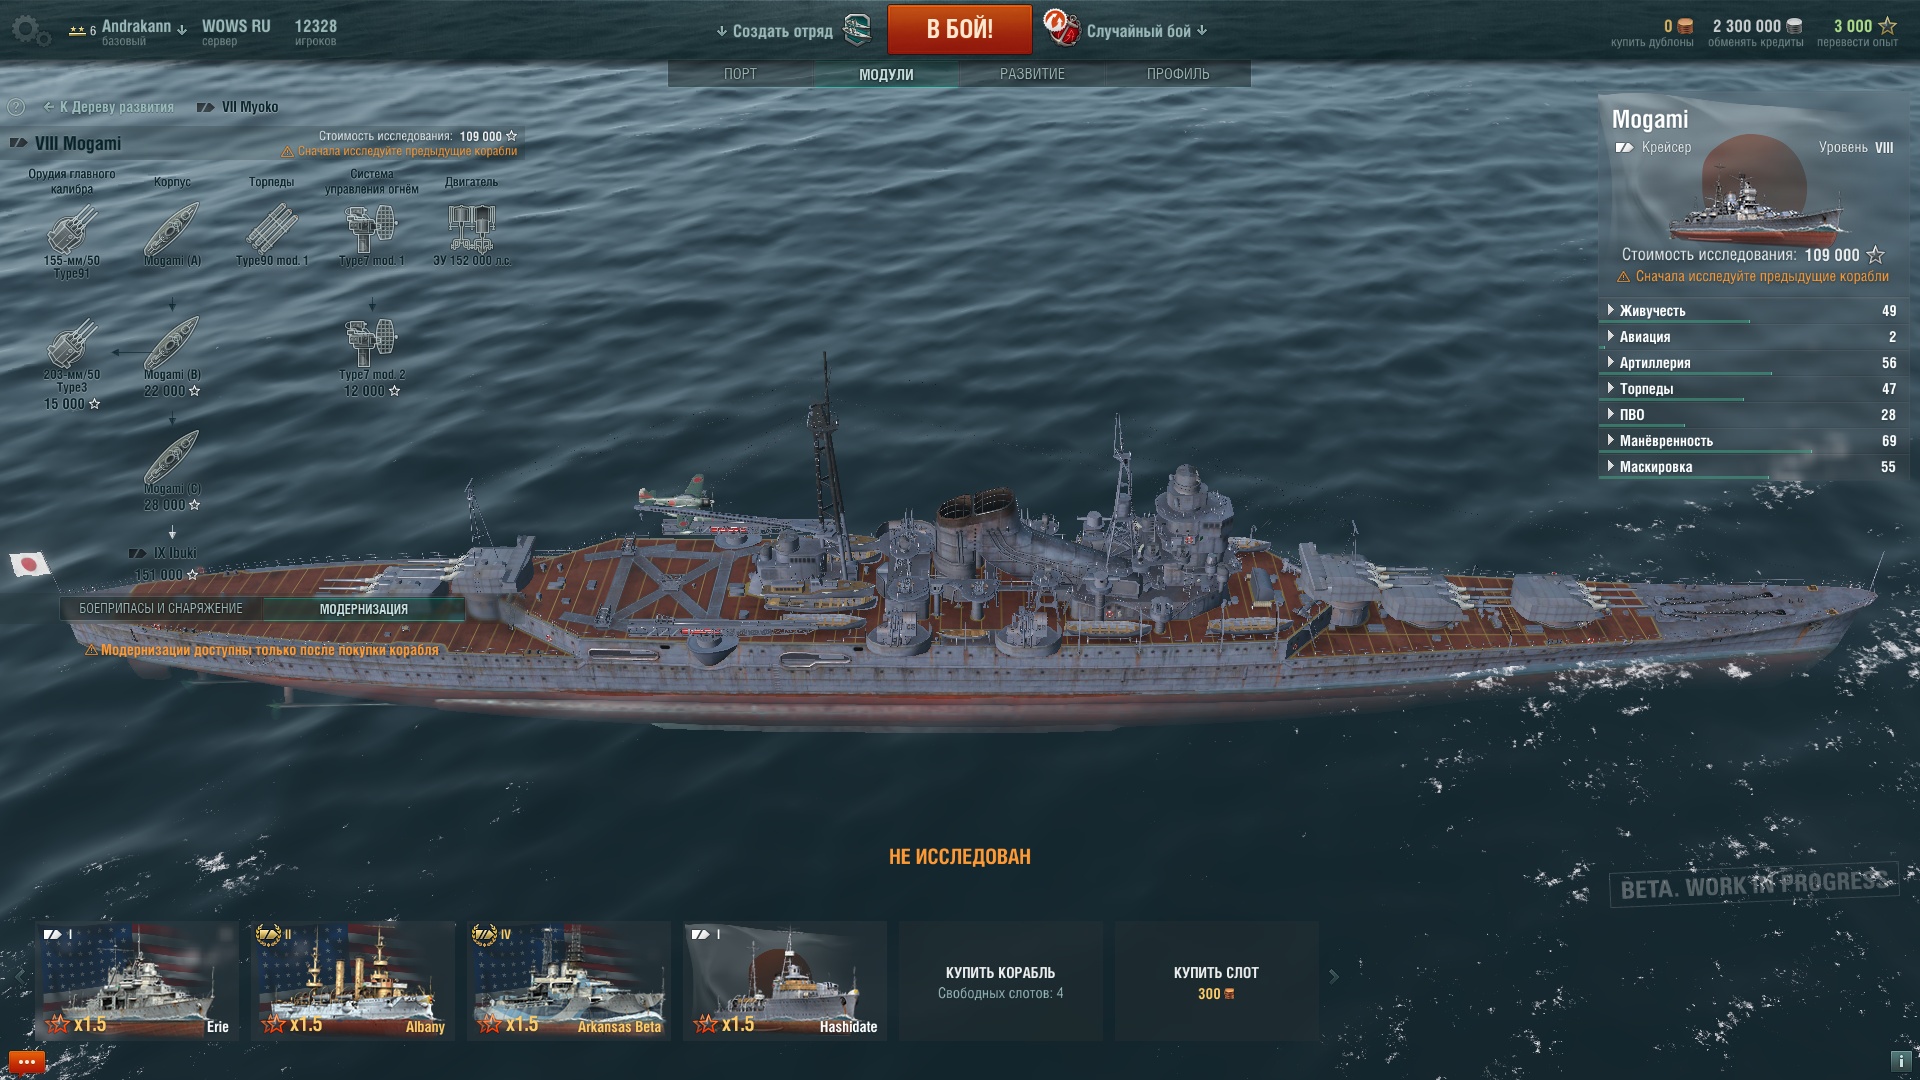 6 Andrakann
базовый
WOWS RU
сервер
12328
игроков
Создать отряд
В БОЙ!
Случайный бой
0
купить дублоны
2 300 000
обменять кредиты
3 000
перевести опыт
ПОРТ
МОДУЛИ
РАЗВИТИЕ
ПРОФИЛЬ
? К Дереву развития
VII Myoko
VIII Mogami
Стоимость исследования: 109 000
Сначала исследуйте предыдущие корабли
Орудия главного
калибра
Корпус
Торпеды
Система
управления огнём
Двигатель
155-мм/50
Type91
Mogami (A)
Type90 mod. 1
Type7 mod. 1
ЭУ 152 000 л.с.
203-мм/50
Type3
15 000
Mogami (B)
22 000
Type7 mod. 2
12 000
Mogami (C)
28 000
IX Ibuki
151 000
БОЕПРИПАСЫ И СНАРЯЖЕНИЕ
МОДЕРНИЗАЦИЯ
Модернизации доступны только после покупки корабля
Mogami
Крейсер
Уровень VIII
Стоимость исследования: 109 000
Сначала исследуйте предыдущие корабли
Живучесть 49
Авиация 2
Артиллерия 56
Торпеды 47
ПВО 28
Манёвренность 69
Маскировка 55
НЕ ИССЛЕДОВАН
BETA. WORK IN PROGRESS
I
x1.5
Erie
II
x1.5
Albany
IV
x1.5
Arkansas Beta
I
x1.5
Hashidate
КУПИТЬ КОРАБЛЬ
Свободных слотов: 4
КУПИТЬ СЛОТ
300
i